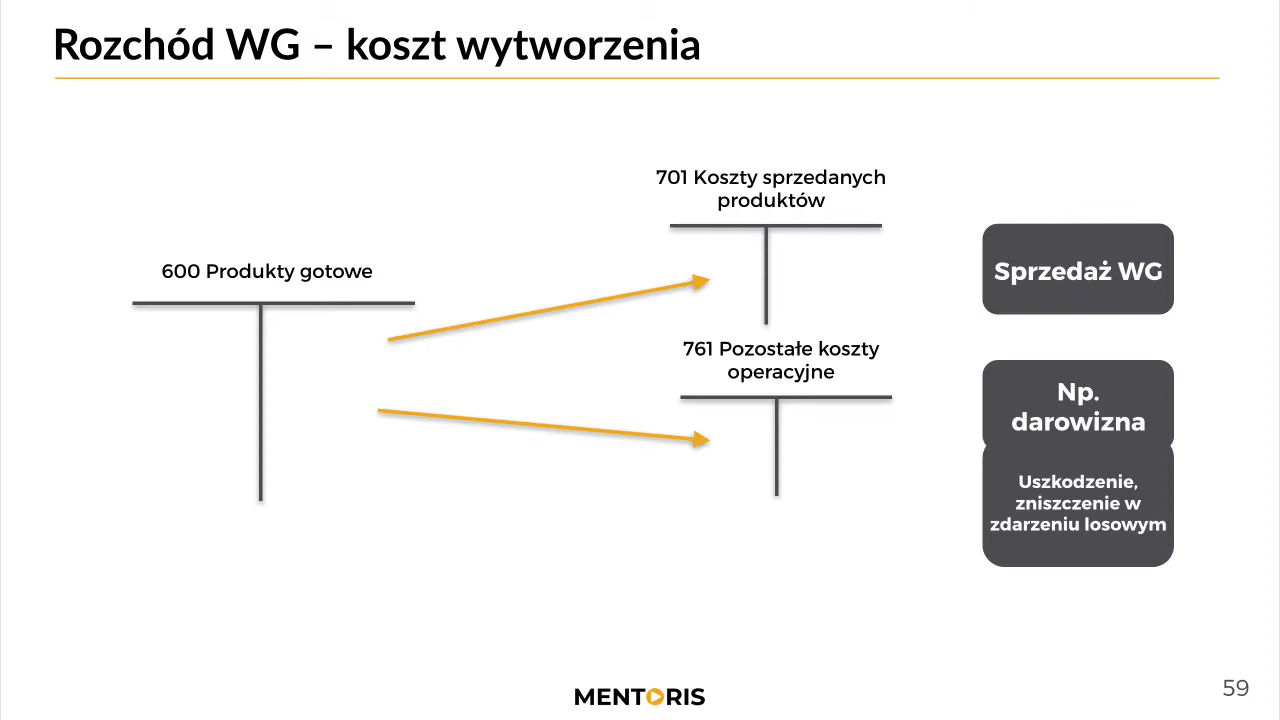 Rozchód WG – koszt wytworzenia
701 Koszty sprzedanych
produktów
600 Produkty gotowe
Sprzedaż WG
761 Pozostałe koszty
operacyjne
Np.
darowizna
Uszkodzenie,
zniszczenie w
zdarzeniu losowym
MENTORIS
59